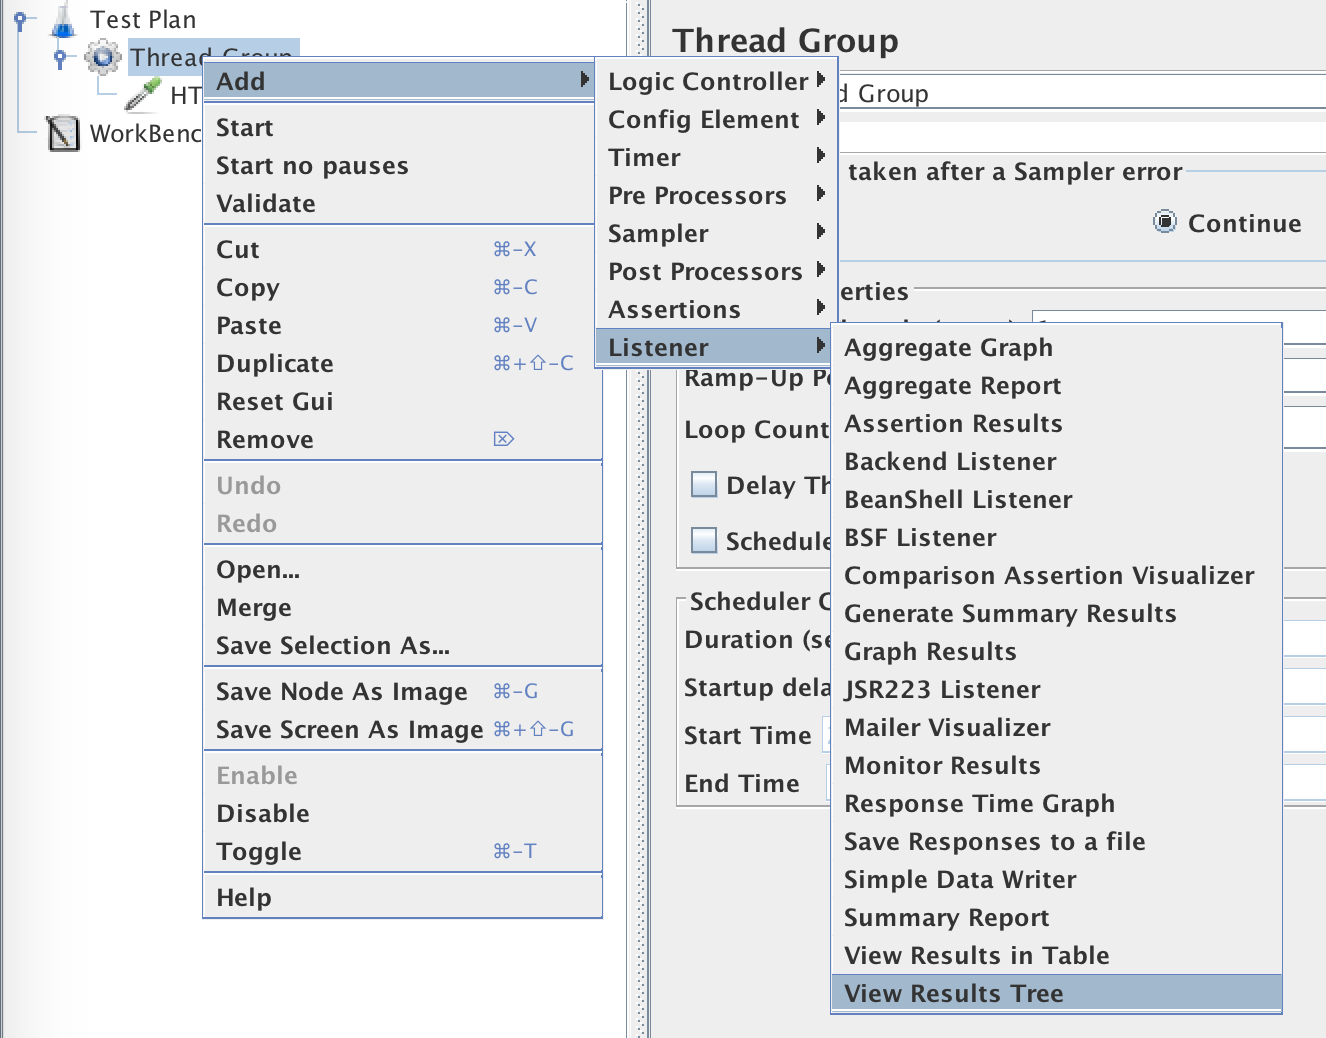 Test Plan
Thread Group
HT
WorkBenc
Add
Start
Start no pauses
Validate
Cut ⌘-X
Copy ⌘-C
Paste ⌘-V
Duplicate ⌘+⇧-C
Reset Gui
Remove ⌦
Undo
Redo
Open...
Merge
Save Selection As...
Save Node As Image ⌘-G
Save Screen As Image ⌘+⇧-G
Enable
Disable
Toggle ⌘-T
Help
Logic Controller
Config Element
Timer
Pre Processors
Sampler
Post Processors
Assertions
Listener
Aggregate Graph
Aggregate Report
Assertion Results
Backend Listener
BeanShell Listener
BSF Listener
Comparison Assertion Visualizer
Generate Summary Results
Graph Results
JSR223 Listener
Mailer Visualizer
Monitor Results
Response Time Graph
Save Responses to a file
Simple Data Writer
Summary Report
View Results in Table
View Results Tree
Thread Group
d Group
taken after a Sampler error
Continue
erties
Ramp-Up Pe
Loop Count
Delay Th
Schedule
Scheduler C
Duration (se
Startup dela
Start Time
End Time